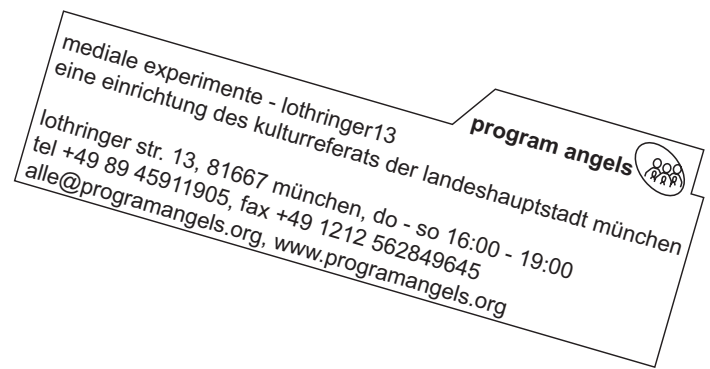 program angels
mediale experimente - lothringer13
eine einrichtung des kulturreferats der landeshauptstadt münchen
lothringer str. 13, 81667 münchen, do - so 16:00 - 19:00
tel +49 89 45911905, fax +49 1212 562849645
alle@programangels.org, www.programangels.org